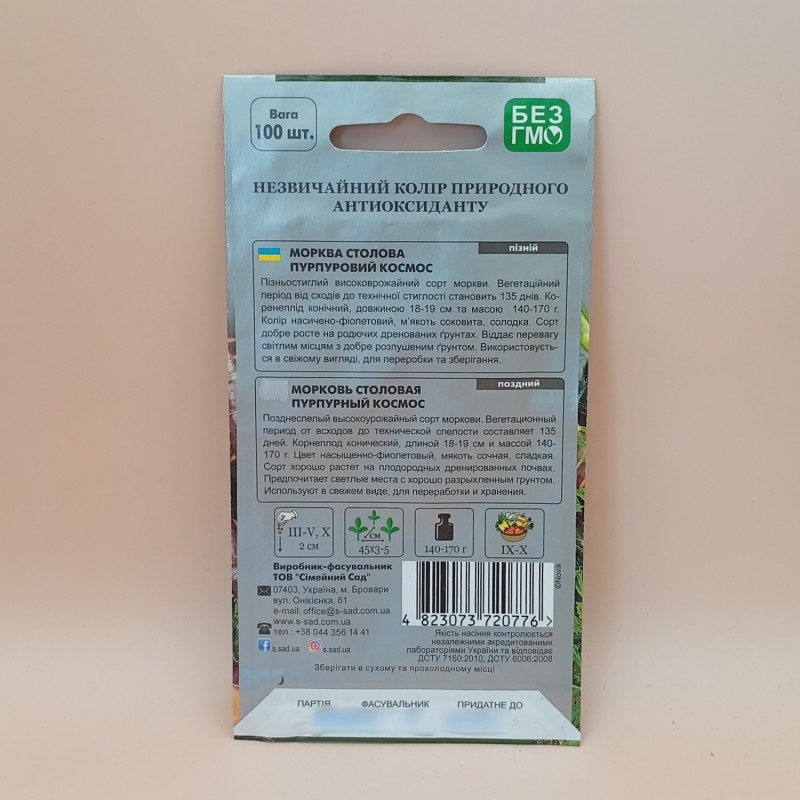 Вага
100 шт.
БЕЗ
ГМО
НЕЗВИЧАЙНИЙ КОЛІР ПРИРОДНОГО
АНТИОКСИДАНТУ
пізній
МОРКВА СТОЛОВА
ПУРПУРОВИЙ КОСМОС
Пізньостиглий високоврожайний сорт моркви. Вегетаційний
період від сходів до технічної стиглості становить 135 днів. Ко-
ренеплід конічний, довжиною 18-19 см та масою 140-170 г.
Колір насичено-фіолетовий, м'якоть соковита, солодка. Сорт
добре росте на родючих дренованих ґрунтах. Віддає перевагу
світлим місцям з добре розпушеним ґрунтом. Використовуєть-
ся в свіжому вигляді, для переробки та зберігання.
поздний
МОРКОВЬ СТОЛОВАЯ
ПУРПУРНЫЙ КОСМОС
Позднеспелый высокоурожайный сорт моркови. Вегетационный
период от всходов до технической спелости составляет 135
дней. Корнеплод конический, длиной 18-19 см и массой 140-
170 г. Цвет насыщенно-фиолетовый, мякоть сочная, сладкая.
Сорт хорошо растет на плодородных дренированных почвах.
Предпочитает светлые места с хорошо разрыхленным грунтом.
Используют в свежем виде, для переработки и хранения.
III-V, X
2 см
см
45х3-5
140-170 г
IX-X
Виробник-фасувальник
ТОВ "Сімейний Сад"
07403, Україна, м. Бровари
вул. Онікієнка, 61
e-mail: office@s-sad.com.ua
www.s-sad.com.ua
тел.: +38 044 356 14 41
s.sad.ua
s.sad.ua
©Novik
4 823073 720776 >
Якість насіння контролюється
незалежними акредитованими
лабораторіями України та відповідає
ДСТУ 7160:2010, ДСТУ 6006:2008
Зберігати в сухому та прохолодному місці
ПАРТІЯ ФАСУВАЛЬНИК ПРИДАТНЕ ДО